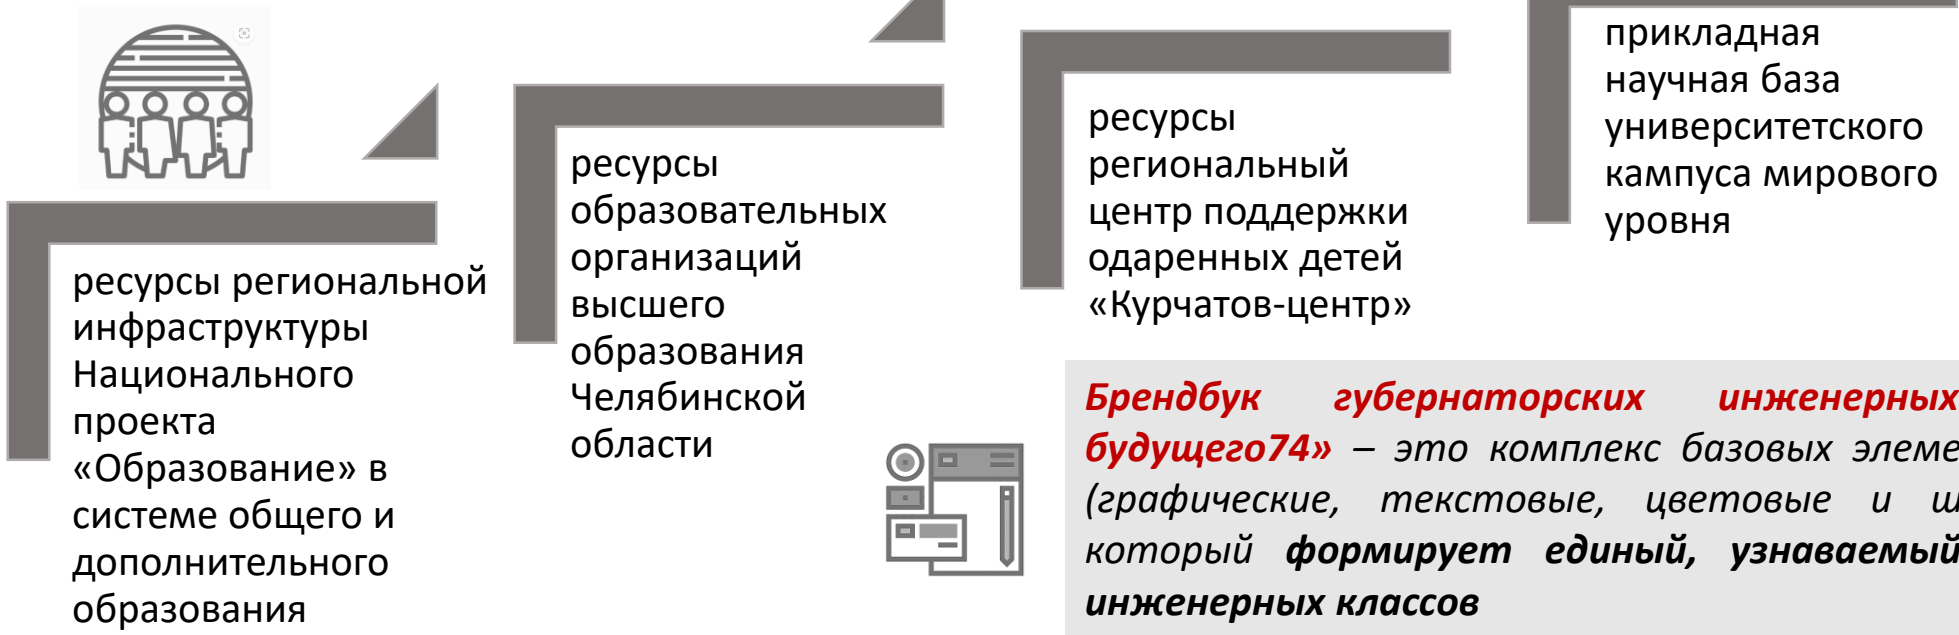 ресурсы региональной
инфраструктуры
Национального
проекта
«Образование» в
системе общего и
дополнительного
образования
ресурсы
образовательных
организаций
высшего
образования
Челябинской
области
ресурсы
региональный
центр поддержки
одаренных детей
«Курчатов-центр»
прикладная
научная база
университетского
кампуса мирового
уровня
Брендбук губернаторских инженерных
будущего74» – это комплекс базовых элеме
(графические, текстовые, цветовые и ш
который формирует единый, узнаваемый
инженерных классов